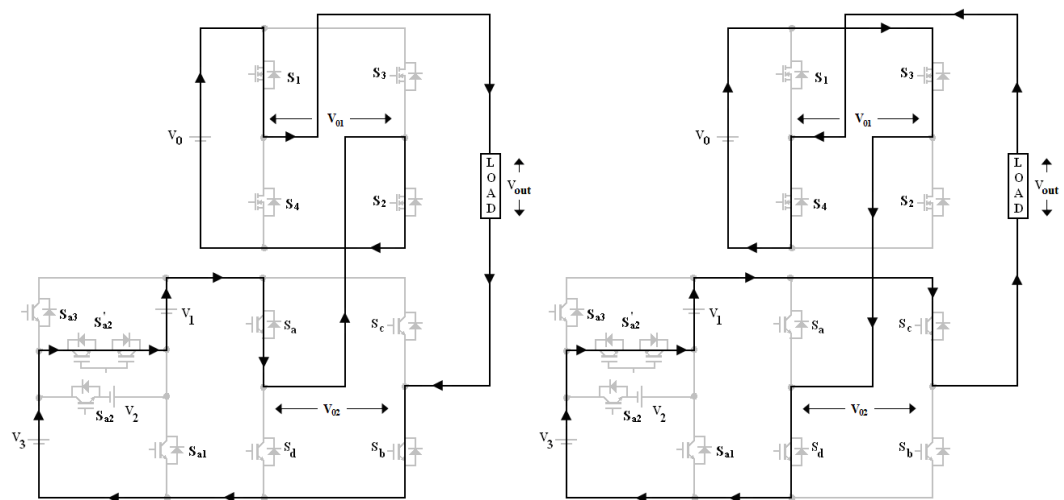 S1
S3
V01
V0
S4
S2
LOAD
Vout
Sa3
S'a2
V1
Sa
Sc
Sa2
V2
V02
V3
Sa1
Sd
Sb
S1
S3
V01
V0
S4
S2
LOAD
Vout
Sa3
S'a2
V1
Sa
Sc
Sa2
V2
V02
V3
Sa1
Sd
Sb